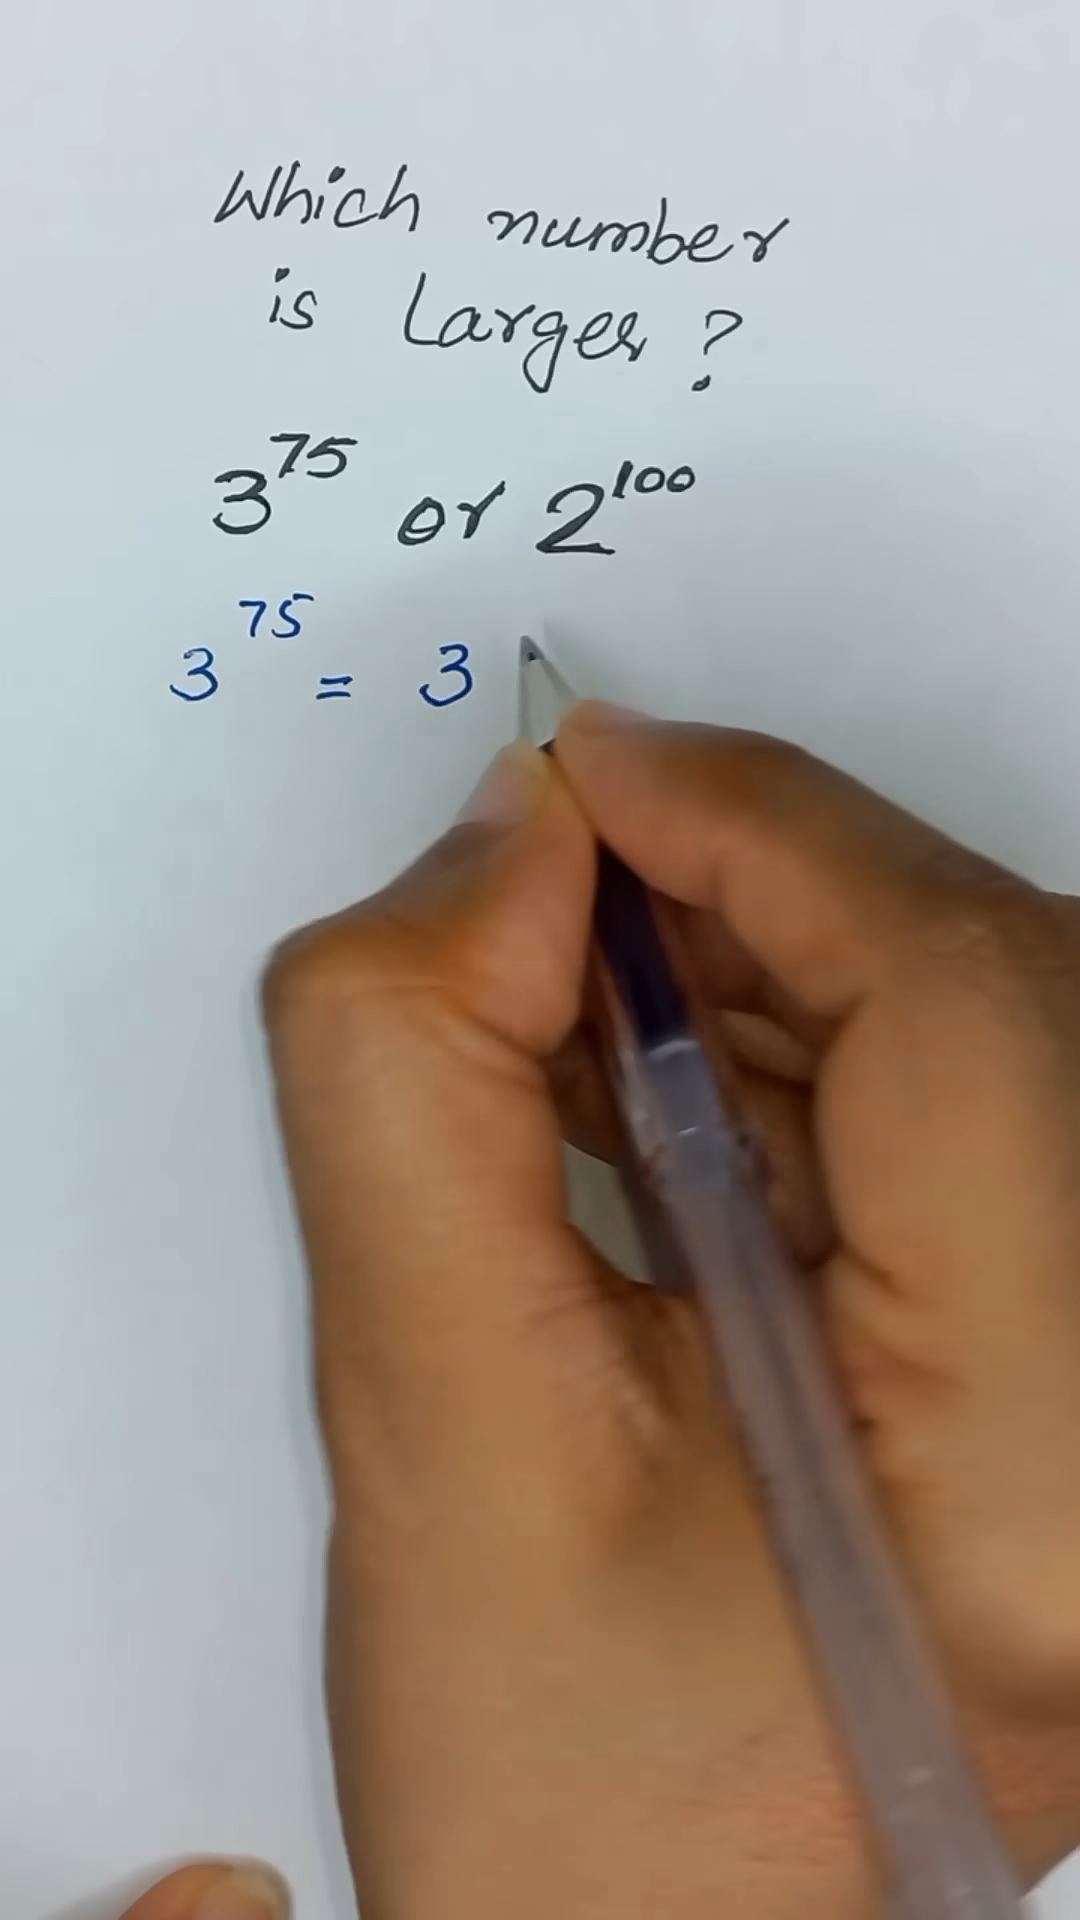 Which number
is Larger ?
3^75 or 2^100
3^75 = 3